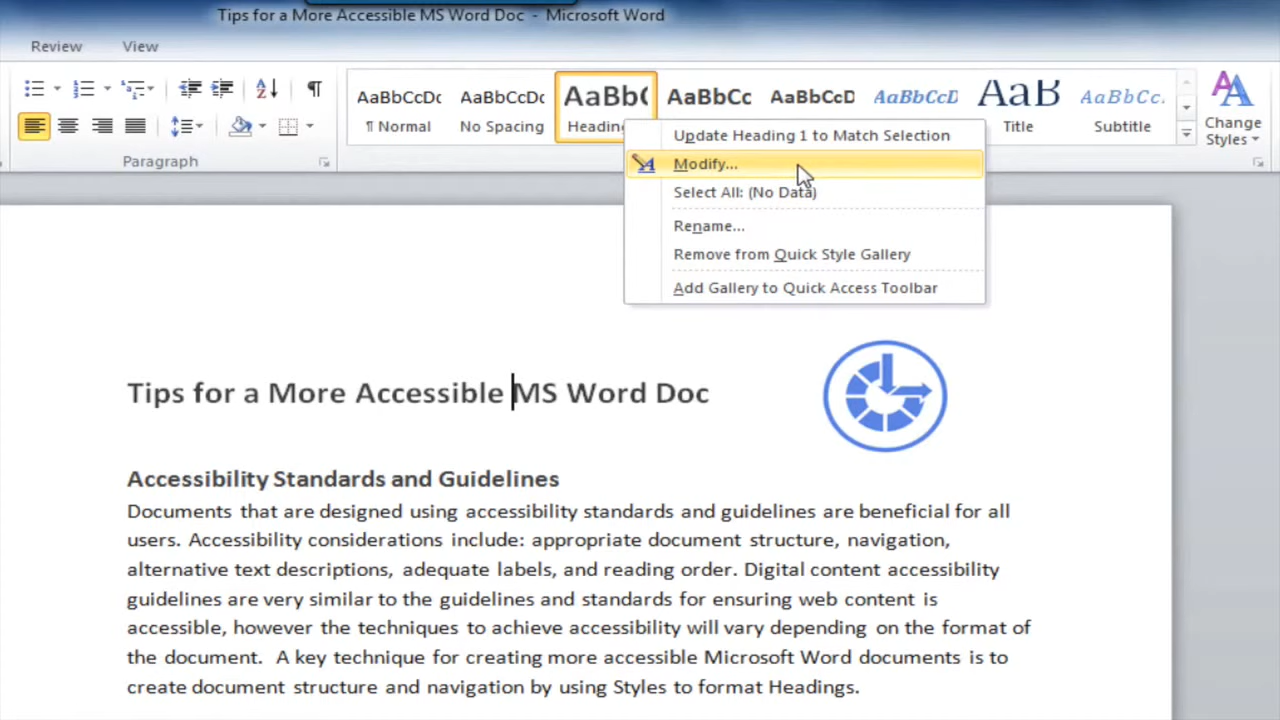 Tips for a More Accessible MS Word Doc - Microsoft Word
Review View
AaBbCcDc AaBbCcDc AaBb( AaBbCc AaBbCcD AaBbCcD AaB AaBbCc.
¶ Normal No Spacing Heading Title Subtitle
Change Styles
Paragraph
Update Heading 1 to Match Selection
Modify...
Select All: (No Data)
Rename...
Remove from Quick Style Gallery
Add Gallery to Quick Access Toolbar
Tips for a More Accessible MS Word Doc
Accessibility Standards and Guidelines
Documents that are designed using accessibility standards and guidelines are beneficial for all
users. Accessibility considerations include: appropriate document structure, navigation,
alternative text descriptions, adequate labels, and reading order. Digital content accessibility
guidelines are very similar to the guidelines and standards for ensuring web content is
accessible, however the techniques to achieve accessibility will vary depending on the format of
the document.  A key technique for creating more accessible Microsoft Word documents is to
create document structure and navigation by using Styles to format Headings.